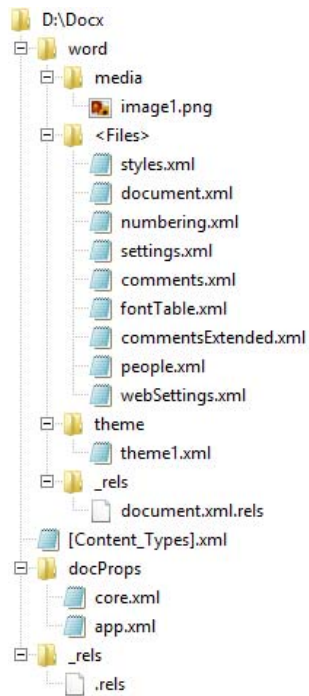 D:\Docx
word
media
image1.png
<Files>
styles.xml
document.xml
numbering.xml
settings.xml
comments.xml
fontTable.xml
commentsExtended.xml
people.xml
webSettings.xml
theme
theme1.xml
_rels
document.xml.rels
[Content_Types].xml
docProps
core.xml
app.xml
_rels
.rels